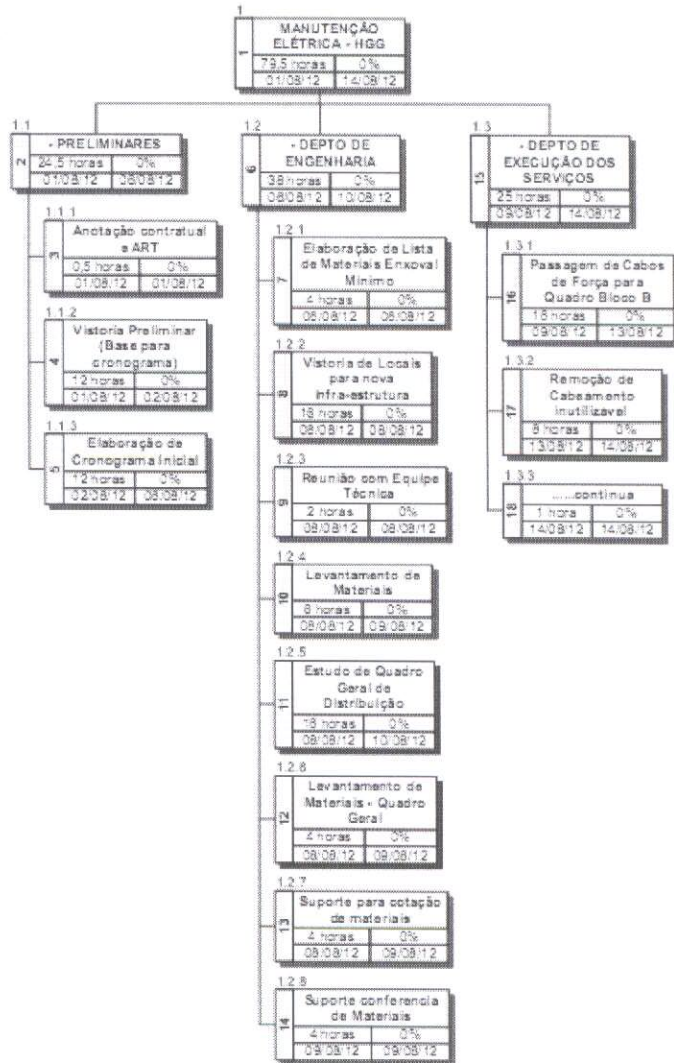 1
1
MANUTENÇÃO
ELÉTRICA - HGG
79,5 horas 0%
01/08/12 14/08/12
1.1
2
- PRELIMINARES
24,5 horas 0%
01/08/12 06/08/12
1.1.1
3
Anotação contratual
e ART
0,5 horas 0%
01/08/12 01/08/12
1.1.2
4
Vistoria Preliminar
(Base para
cronograma)
12 horas 0%
01/08/12 02/08/12
1.1.3
5
Elaboração de
Cronograma Inicial
12 horas 0%
02/08/12 06/08/12
1.2
6
- DEPTO DE
ENGENHARIA
38 horas 0%
06/08/12 10/08/12
1.2.1
7
Elaboração de Lista
de Materiais Enxoval
Mínimo
4 horas 0%
06/08/12 06/08/12
1.2.2
8
Vistoria de Locais
para nova
Infra-estrutura
16 horas 0%
06/08/12 08/08/12
1.2.3
9
Reunião com Equipe
Técnica
2 horas 0%
08/08/12 08/08/12
1.2.4
10
Levantamento de
Materiais
8 horas 0%
08/08/12 09/08/12
1.2.5
11
Estudo de Quadro
Geral de
Distribuição
16 horas 0%
08/08/12 10/08/12
1.2.6
12
Levantamento de
Materiais - Quadro
Geral
4 horas 0%
08/08/12 09/08/12
1.2.7
13
Suporte para cotação
de materiais
4 horas 0%
08/08/12 09/08/12
1.2.8
14
Suporte conferencia
de Materiais
4 horas 0%
09/08/12 09/08/12
1.3
15
- DEPTO DE
EXECUÇÃO DOS
SERVIÇOS
25 horas 0%
09/08/12 14/08/12
1.3.1
16
Passagem de Cabos
de Força para
Quadro Bloco B
16 horas 0%
09/08/12 13/08/12
1.3.2
17
Remoção de
Cabeamento
inutilizável
8 horas 0%
13/08/12 14/08/12
1.3.3
18
......continua
1 hora 0%
14/08/12 14/08/12